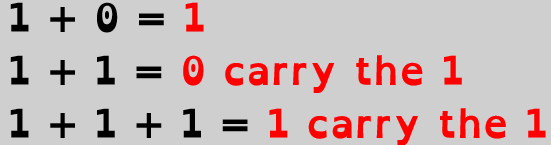 1 + 0 = 1
1 + 1 = 0 carry the 1
1 + 1 + 1 = 1 carry the 1